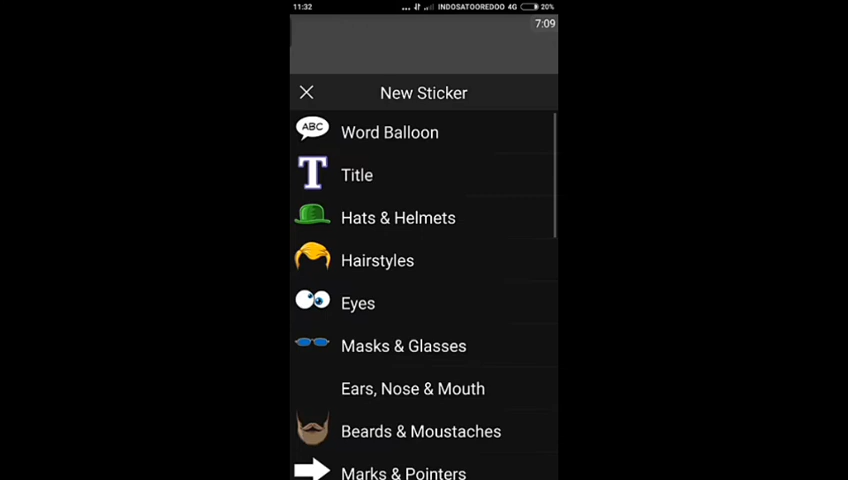 11:32 ... INDOSATOOREDOO 4G 20%
7:09
New Sticker
ABC Word Balloon
T Title
Hats & Helmets
Hairstyles
Eyes
Masks & Glasses
Ears, Nose & Mouth
Beards & Moustaches
Marks & Pointers